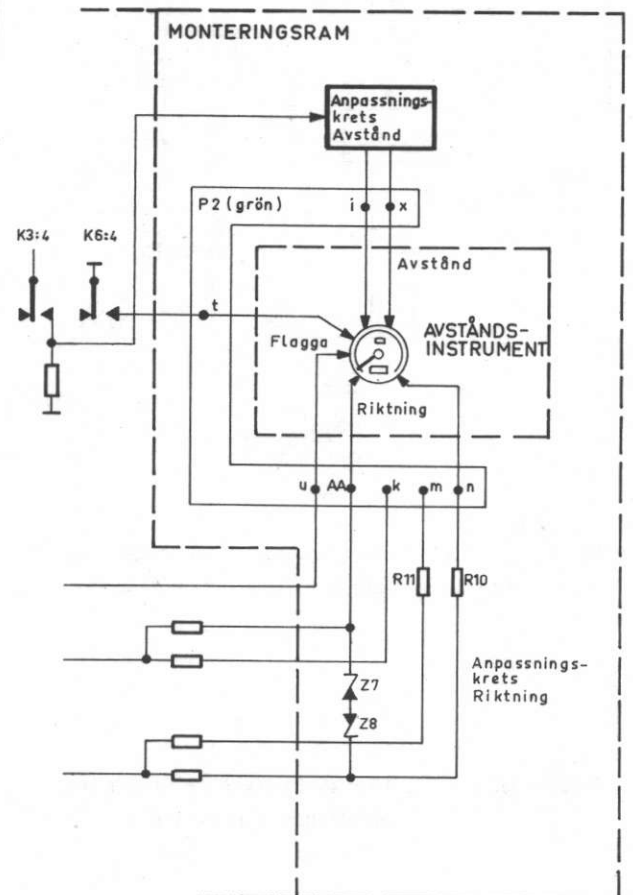 MONTERINGSRAM
Anpassnings-
krets
Avstånd
P2 (grön)
i
x
K3:4
K6:4
Avstånd
t
Flagga
AVSTÅNDS-
INSTRUMENT
Riktning
u
AA
k
m
n
R11
R10
Anpassnings-
krets
Riktning
Z7
Z8